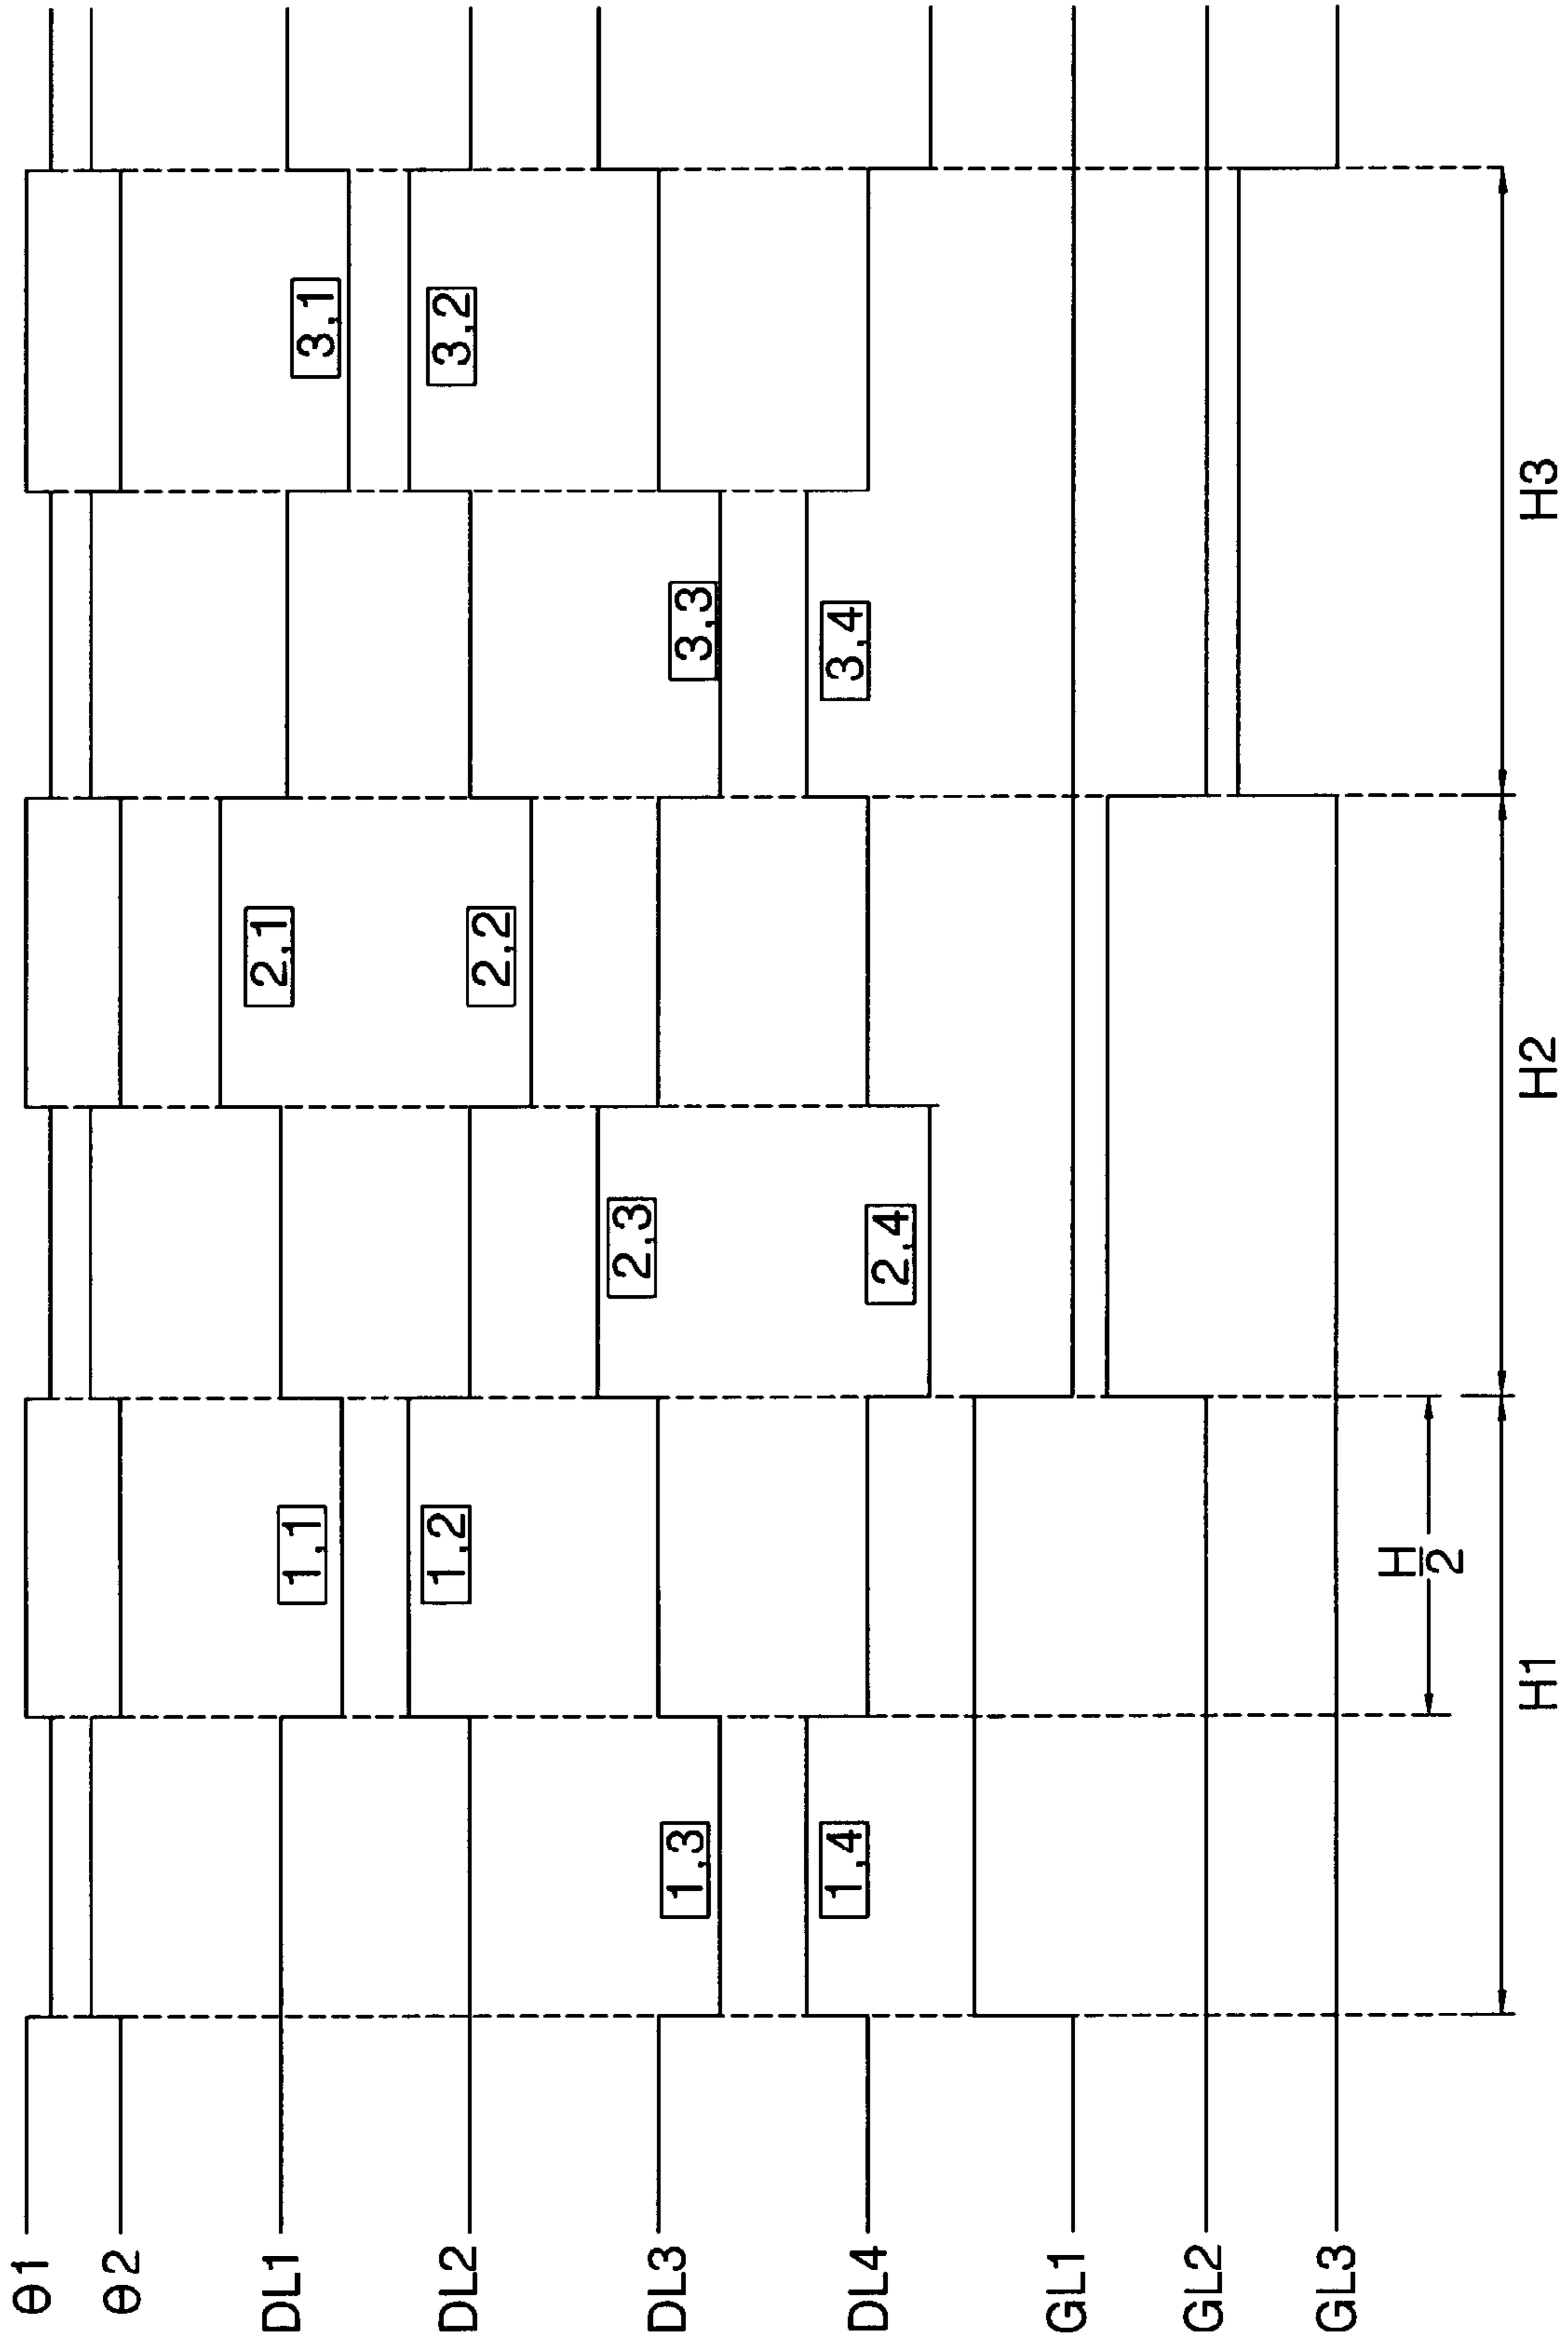 Θ1
Θ2
DL1
DL2
DL3
DL4
GL1
GL2
GL3
1,1
1,2
1,3
1,4
2,1
2,2
2,3
2,4
3,1
3,2
3,3
3,4
H
2
H1
H2
H3